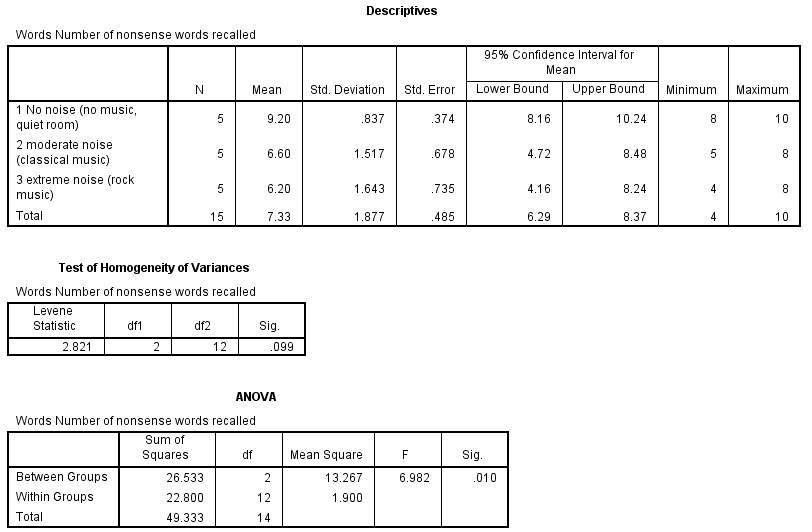 Descriptives
Words Number of nonsense words recalled
95% Confidence Interval for
Mean
N Mean Std. Deviation Std. Error Lower Bound Upper Bound Minimum Maximum
1 No noise (no music,
quiet room) 5 9.20 .837 .374 8.16 10.24 8 10
2 moderate noise
(classical music) 5 6.60 1.517 .678 4.72 8.48 5 8
3 extreme noise (rock
music) 5 6.20 1.643 .735 4.16 8.24 4 8
Total 15 7.33 1.877 .485 6.29 8.37 4 10
Test of Homogeneity of Variances
Words Number of nonsense words recalled
Levene
Statistic df1 df2 Sig.
2.821 2 12 .099
ANOVA
Words Number of nonsense words recalled
Sum of
Squares df Mean Square F Sig.
Between Groups 26.533 2 13.267 6.982 .010
Within Groups 22.800 12 1.900
Total 49.333 14